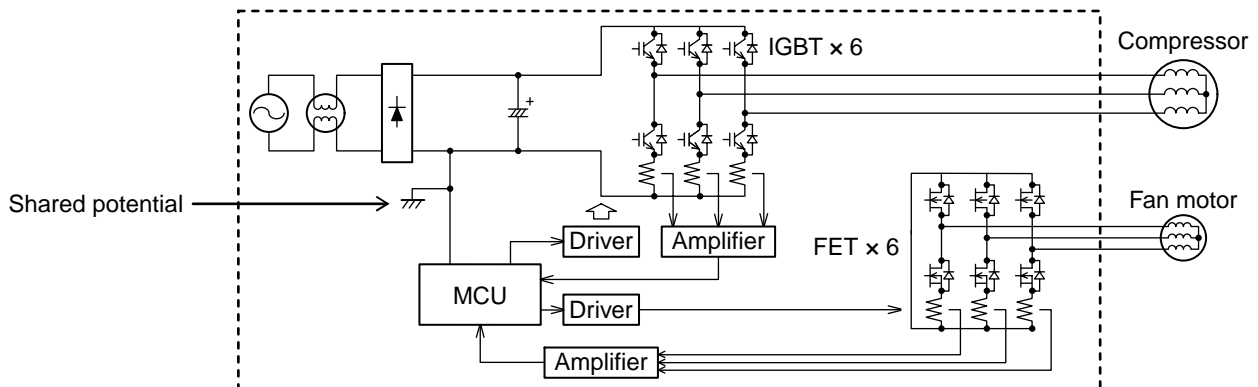 IGBT × 6
Compressor
+
Shared potential
Driver
Amplifier
FET × 6
Fan motor
MCU
Driver
Amplifier